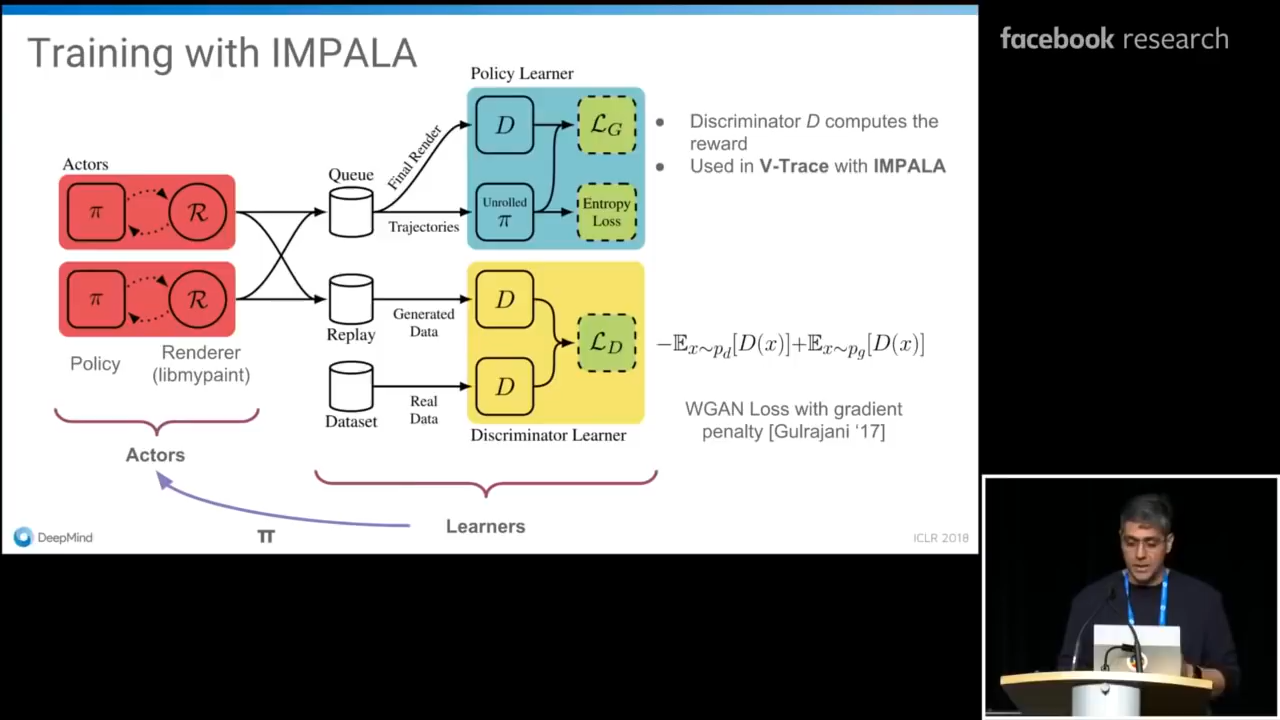 facebook research
Training with IMPALA
Policy Learner
Actors
π
R
π
R
Policy
Renderer
(libmypaint)
Actors
Queue
Replay
Dataset
Final Render
Trajectories
Generated
Data
Real
Data
D
L_G
Unrolled
π
Entropy
Loss
D
D
L_D
Discriminator Learner
Learners
π
• Discriminator D computes the
reward
• Used in V-Trace with IMPALA
−𝔼x∼pd[D(x)]+𝔼x∼pg[D(x)]
WGAN Loss with gradient
penalty [Gulrajani ‘17]
DeepMind
ICLR 2018